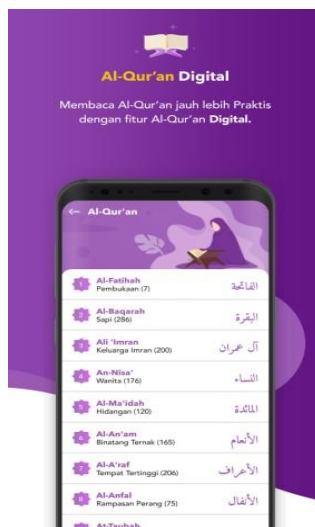 Al-Qur'an Digital
Membaca Al-Qur'an jauh lebih Praktis
dengan fitur Al-Qur'an Digital.
← Al-Qur'an
1 Al-Fatihah الفاتحة
Pembukaan (7)
2 Al-Baqarah البقرة
Sapi (286)
3 Ali 'Imran آل عمران
Keluarga Imran (200)
4 An-Nisa' النساء
Wanita (176)
5 Al-Ma'idah المائدة
Hidangan (120)
6 Al-An'am الأنعام
Binatang Ternak (165)
7 Al-A'raf الأعراف
Tempat Tertinggi (206)
8 Al-Anfal الأنفال
Rampasan Perang (75)
At-Taubah